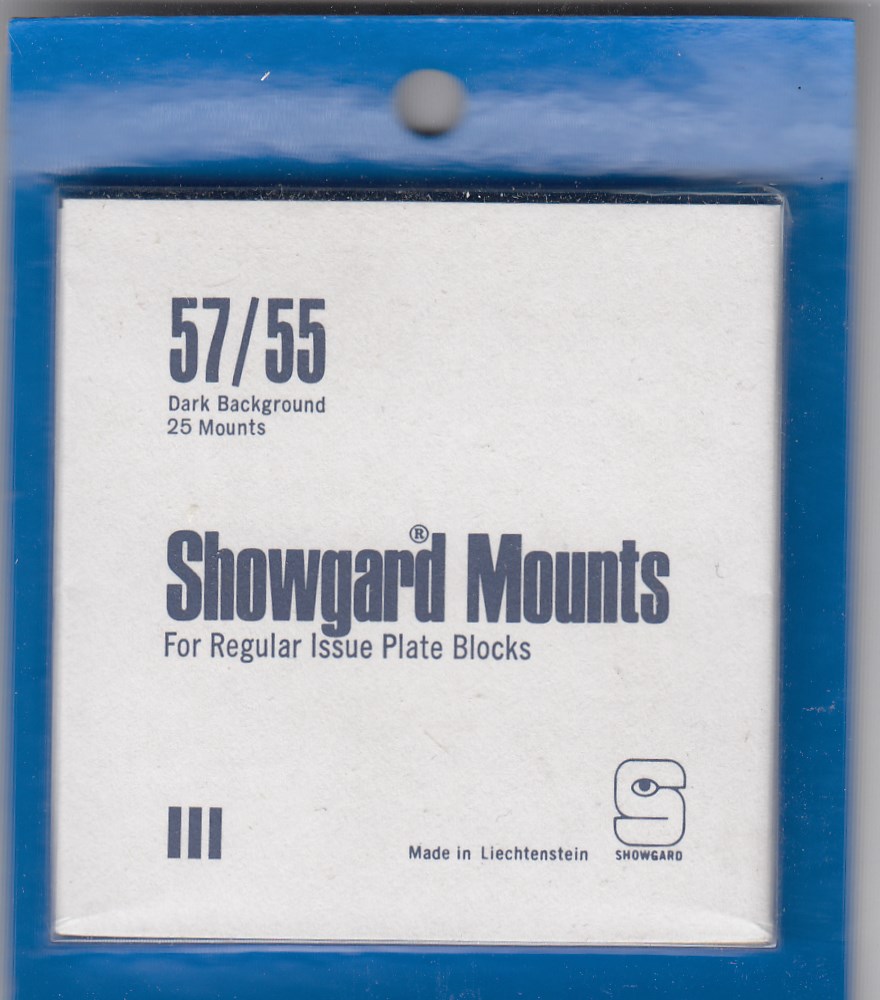 57/55
Dark Background
25 Mounts
Showgard® Mounts
For Regular Issue Plate Blocks
III
Made in Liechtenstein
S
SHOWGARD